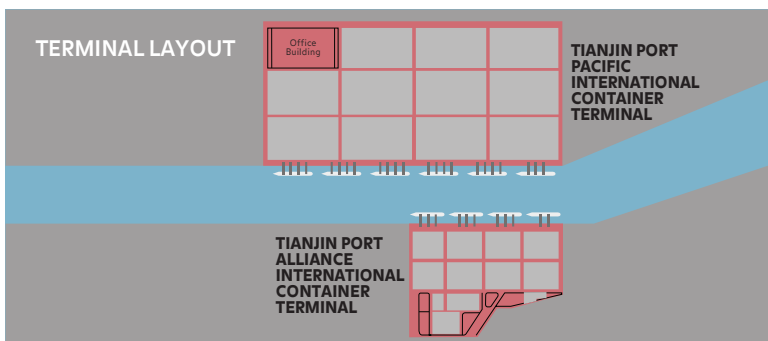 TERMINAL LAYOUT
Office
Building
TIANJIN PORT
PACIFIC
INTERNATIONAL
CONTAINER
TERMINAL
TIANJIN PORT
ALLIANCE
INTERNATIONAL
CONTAINER
TERMINAL